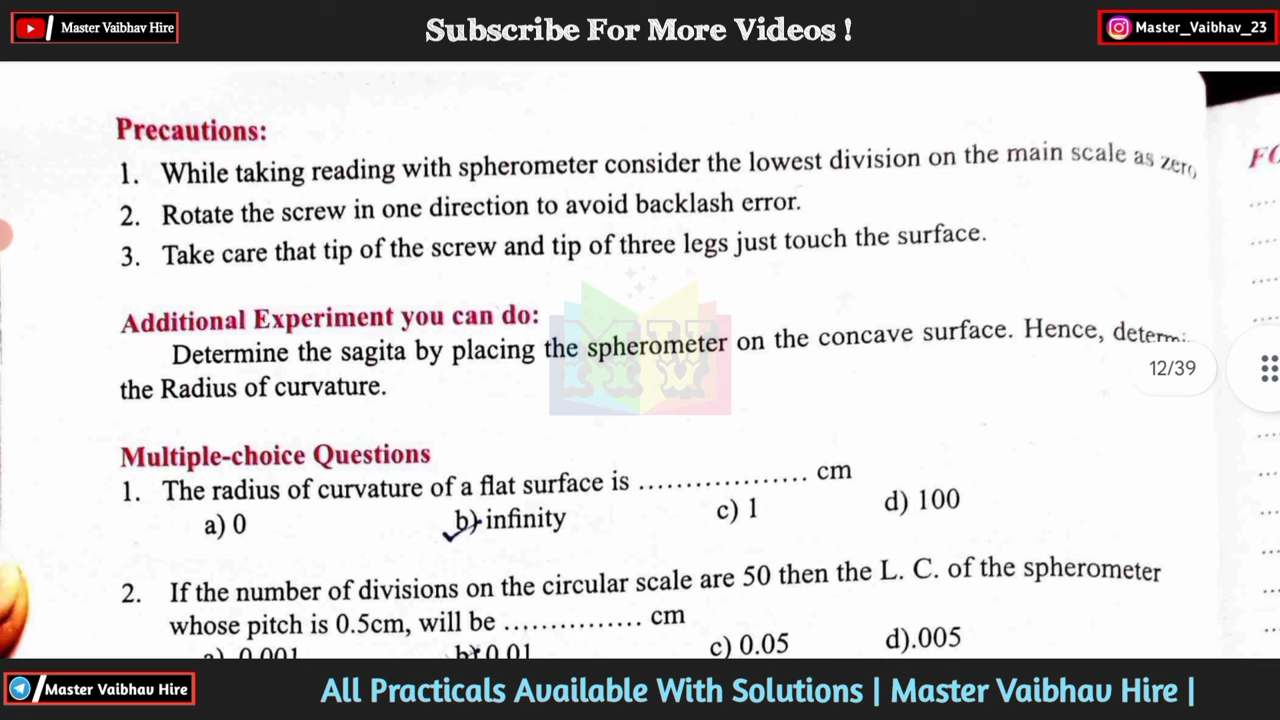 Master Vaibhav Hire
Subscribe For More Videos !
Master_Vaibhav_23
Precautions:
1. While taking reading with spherometer consider the lowest division on the main scale as zero
2. Rotate the screw in one direction to avoid backlash error.
3. Take care that tip of the screw and tip of three legs just touch the surface.
Additional Experiment you can do:
Determine the sagita by placing the spherometer on the concave surface. Hence,
the Radius of curvature.
12/39
MW
Multiple-choice Questions
1. The radius of curvature of a flat surface is .................. cm
a) 0 b) infinity c) 1 d) 100
2. If the number of divisions on the circular scale are 50 then the L. C. of the spherometer
whose pitch is 0.5cm, will be ............... cm
a) 0.001 b) 0.01 c) 0.05 d).005
Master Vaibhav Hire
All Practicals Available With Solutions | Master Vaibhav Hire |